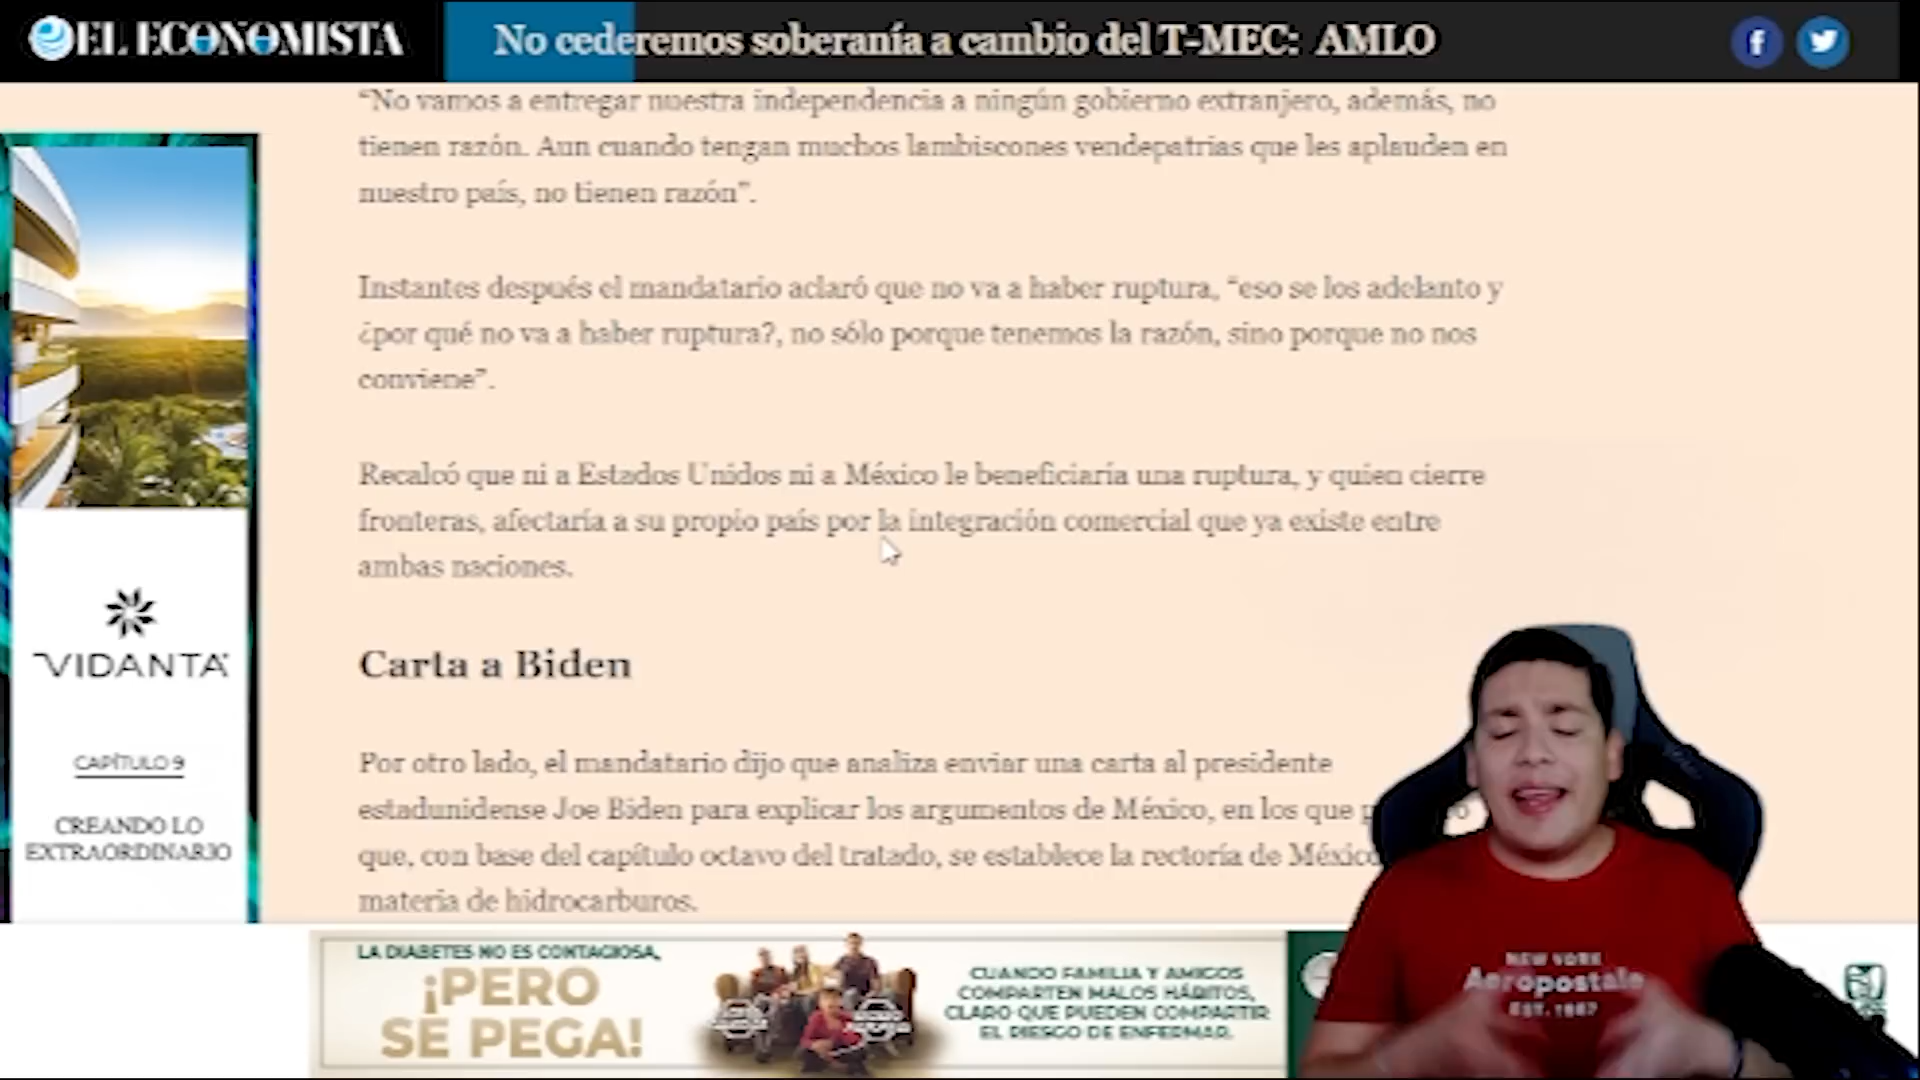 EL ECONOMISTA
No cederemos soberanía a cambio del T-MEC: AMLO
“No vamos a entregar nuestra independencia a ningún gobierno extranjero, además, no
tienen razón. Aun cuando tengan muchos lambiscones vendepatrias que les aplauden en
nuestro país, no tienen razón”.
Instantes después el mandatario aclaró que no va a haber ruptura, “eso se los adelanto y
¿por qué no va a haber ruptura?, no sólo porque tenemos la razón, sino porque no nos
conviene”.
Recalcó que ni a Estados Unidos ni a México le beneficiaría una ruptura, y quien cierre
fronteras, afectaría a su propio país por la integración comercial que ya existe entre
ambas naciones.
Carta a Biden
Por otro lado, el mandatario dijo que analiza enviar una carta al presidente
estadunidense Joe Biden para explicar los argumentos de México, en los que
que, con base del capítulo octavo del tratado, se establece la rectoría de México
materia de hidrocarburos.
VIDANTA
CAPÍTULO 9
CREANDO LO
EXTRAORDINARIO
LA DIABETES NO ES CONTAGIOSA,
¡PERO
SE PEGA!
CUANDO FAMILIA Y AMIGOS
COMPARTEN MALOS HÁBITOS,
CLARO QUE PUEDEN COMPARTIR
EL RIESGO DE ENFERMAR.
NEW YORK
Aeropostale
EST. 1987